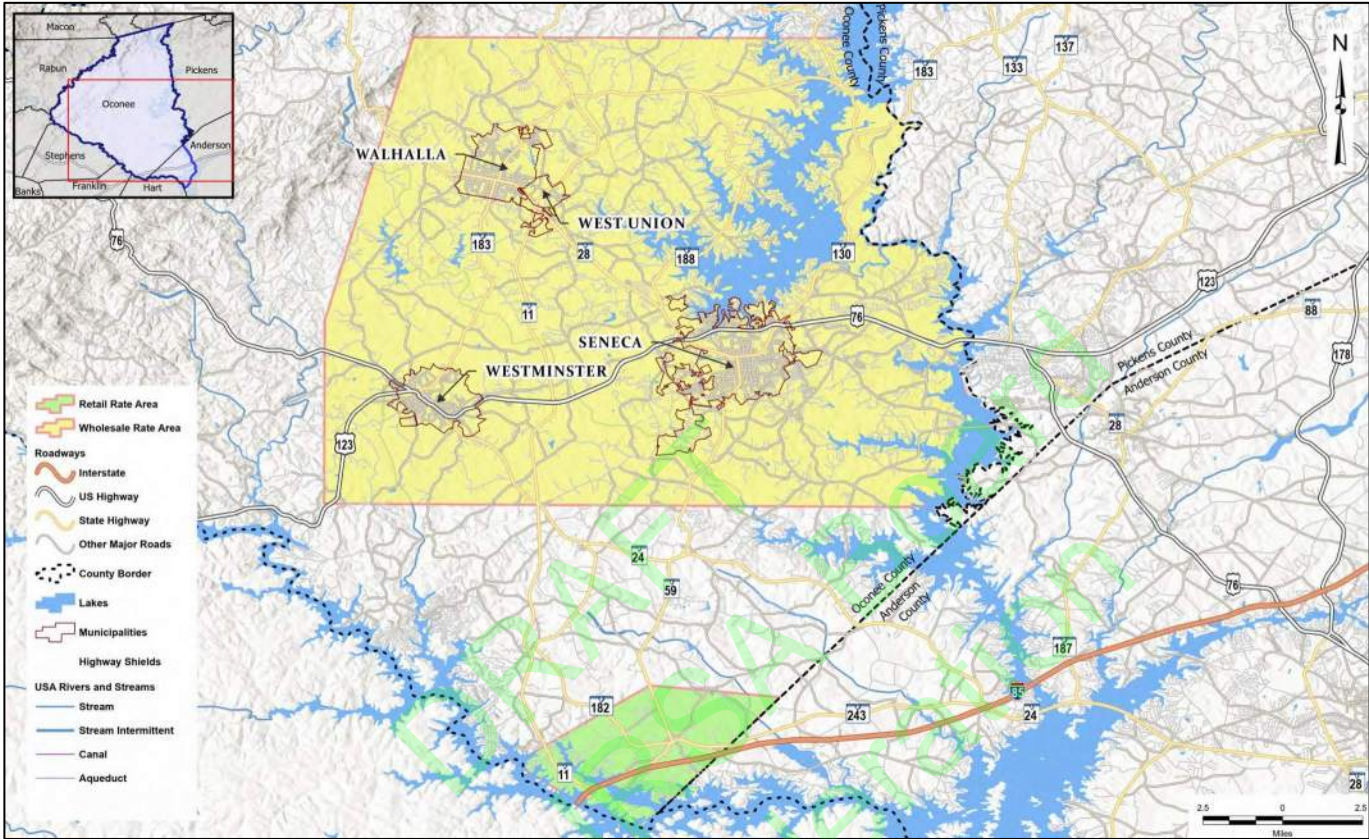 Macon
Rabun
Pickens
Oconee
Stephens
Anderson
Banks
Franklin
Hart
Oconee County
Pickens County
183
133
137
N
WALHALLA
WEST UNION
76
183
28
188
130
123
11
76
88
SENECA
WESTMINSTER
Pickens County
Anderson County
178
28
123
24
59
Oconee County
Anderson
County
76
187
85
182
243
24
11
28
Retail Rate Area
Wholesale Rate Area
Roadways
Interstate
US Highway
State Highway
Other Major Roads
County Border
Lakes
Municipalities
Highway Shields
USA Rivers and Streams
Stream
Stream Intermittent
Canal
Aqueduct
2.5 0 2.5
Miles
DRAFT